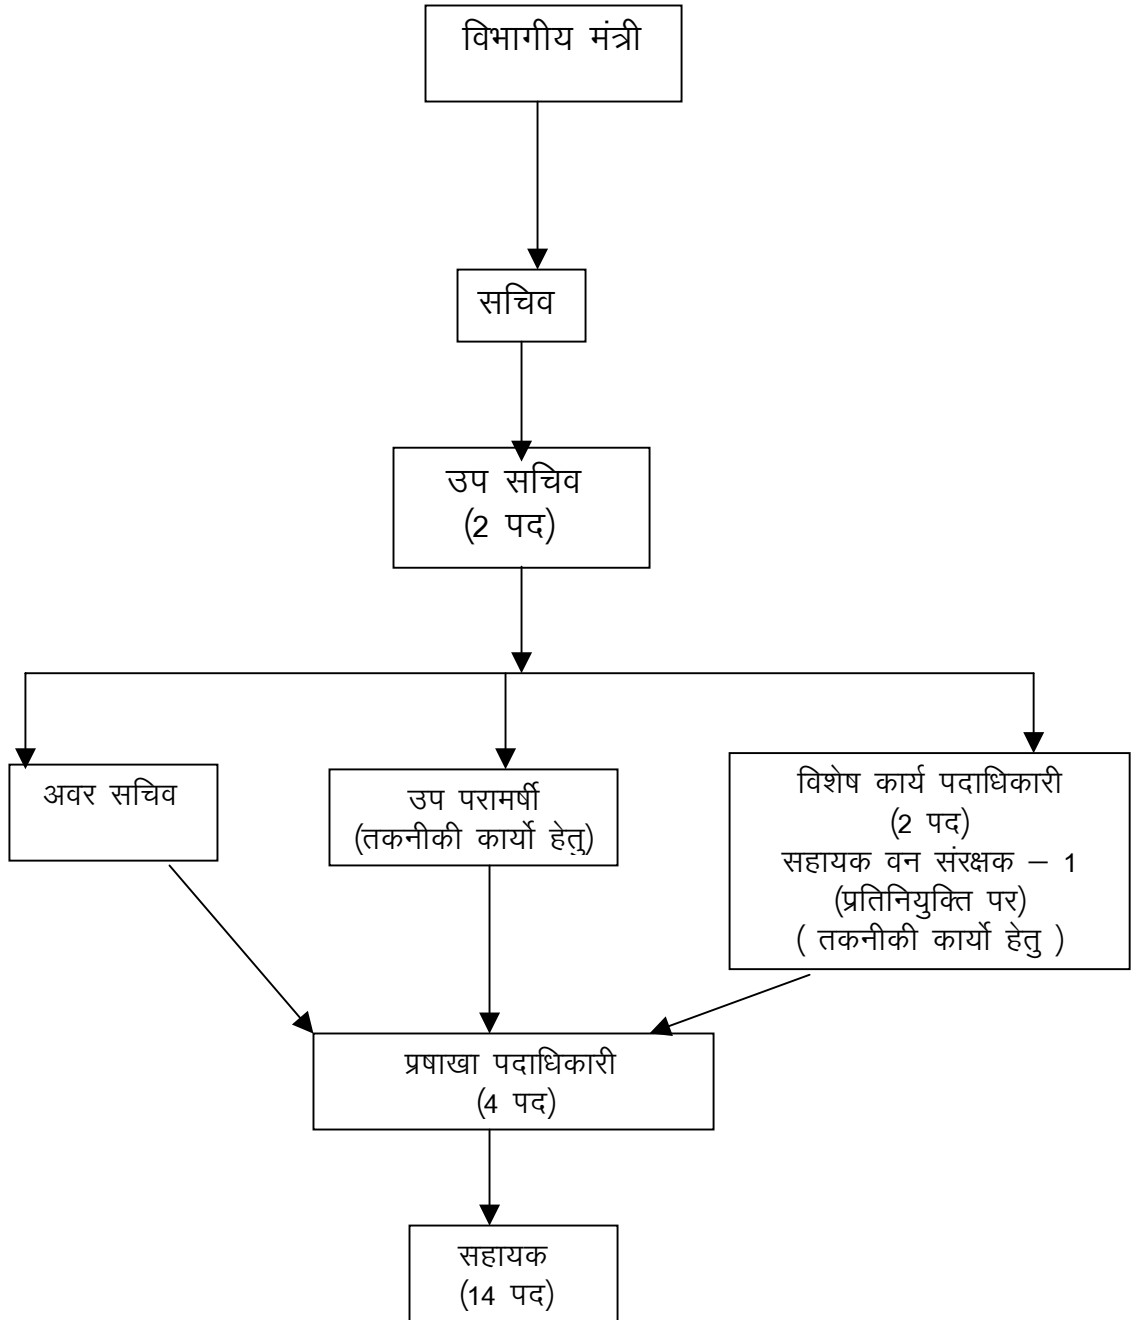 विभागीय मंत्री
सचिव
उप सचिव
(2 पद)
अवर सचिव
उप परामर्षी
(तकनीकी कार्यो हेतु)
विशेष कार्य पदाधिकारी
(2 पद)
सहायक वन संरक्षक – 1
(प्रतिनियुक्ति पर)
( तकनीकी कार्यो हेतु )
प्रषाखा पदाधिकारी
(4 पद)
सहायक
(14 पद)